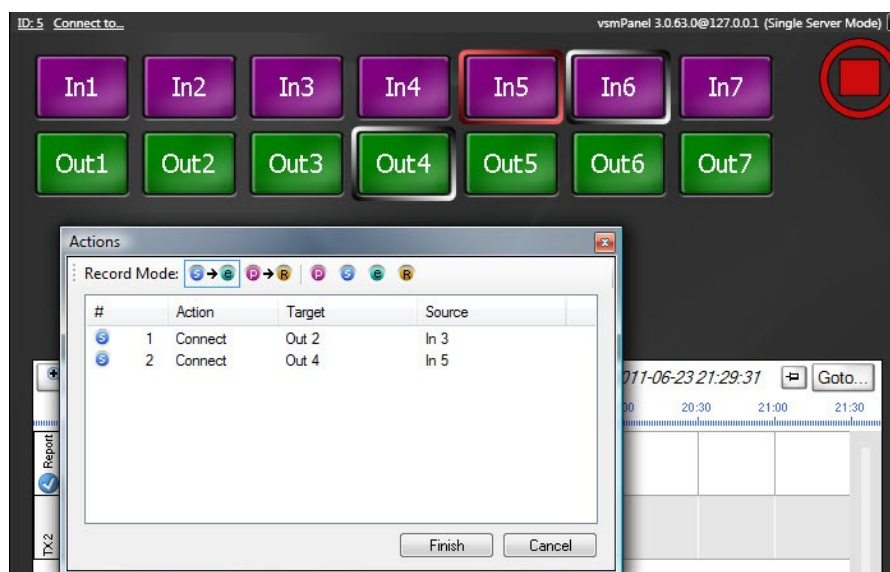 ID: 5 Connect to... vsmPanel 3.0.63.0@127.0.0.1 (Single Server Mode)
In1 In2 In3 In4 In5 In6 In7
Out1 Out2 Out3 Out4 Out5 Out6 Out7
Actions
Record Mode: S e P R P S e R
# Action Target Source
S 1 Connect Out 2 In 3
S 2 Connect Out 4 In 5
Finish Cancel
011-06-23 21:29:31 Goto...
00 20:30 21:00 21:30
Report
TX2